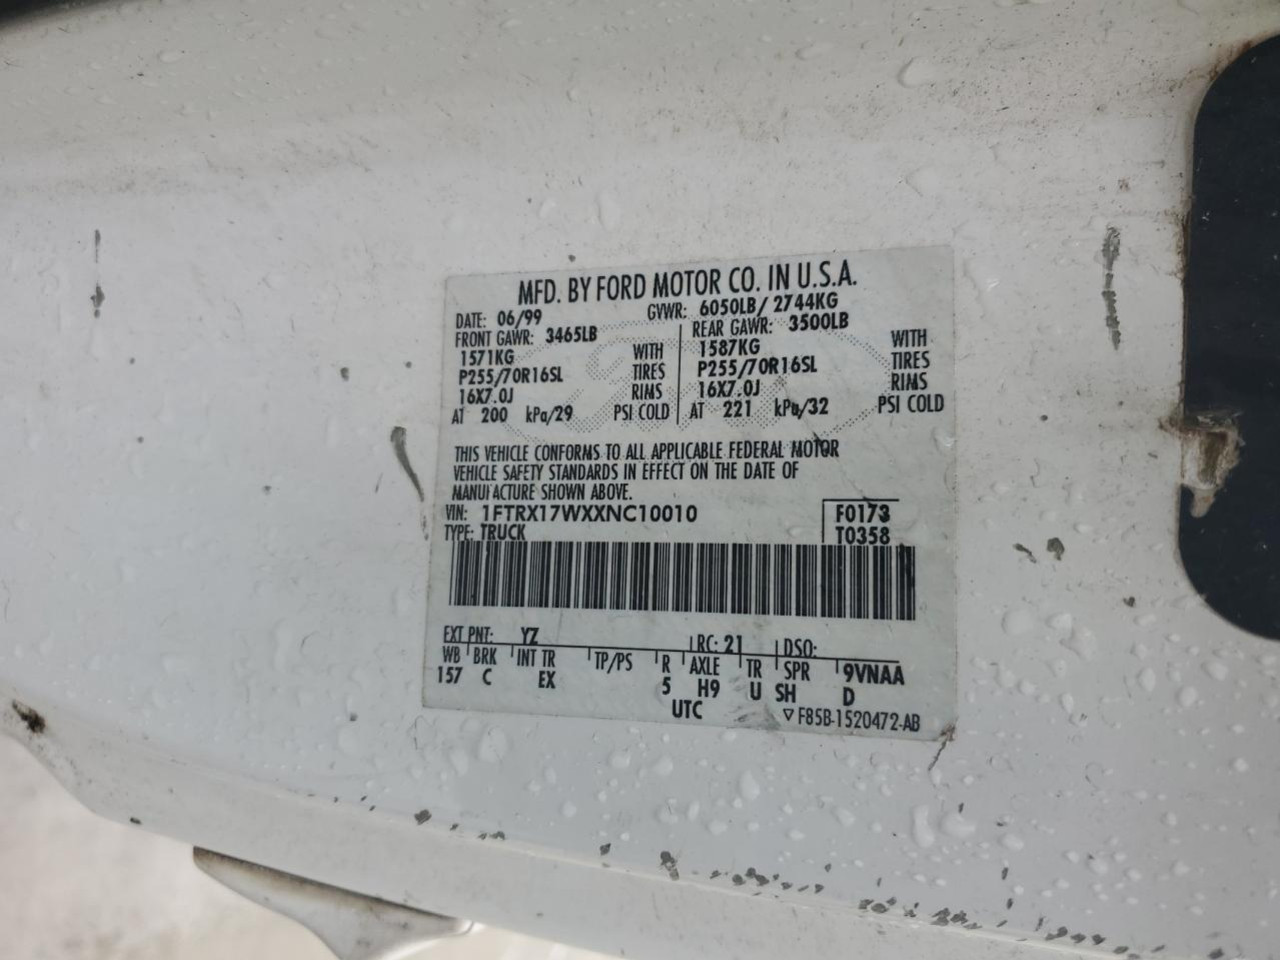 MFD. BY FORD MOTOR CO. IN U.S.A.
DATE: 06/99 GVWR: 6050LB/ 2744KG
FRONT GAWR: 3465LB REAR GAWR: 3500LB
1571KG WITH 1587KG WITH
P255/70R16SL TIRES P255/70R16SL TIRES
16X7.0J RIMS 16X7.0J RIMS
AT 200 kPa/29 PSI COLD AT 221 kPa/32 PSI COLD
THIS VEHICLE CONFORMS TO ALL APPLICABLE FEDERAL MOTOR
VEHICLE SAFETY STANDARDS IN EFFECT ON THE DATE OF
MANUFACTURE SHOWN ABOVE.
VIN: 1FTRX17WXXNC10010 F0173
TYPE: TRUCK T0358
EXT PNT: YZ RC: 21 DSO:
WB BRK INT TR TP/PS R AXLE TR SPR 9VNAA
157 C EX 5 H9 U SH D
UTC ▽ F85B-1520472-AB